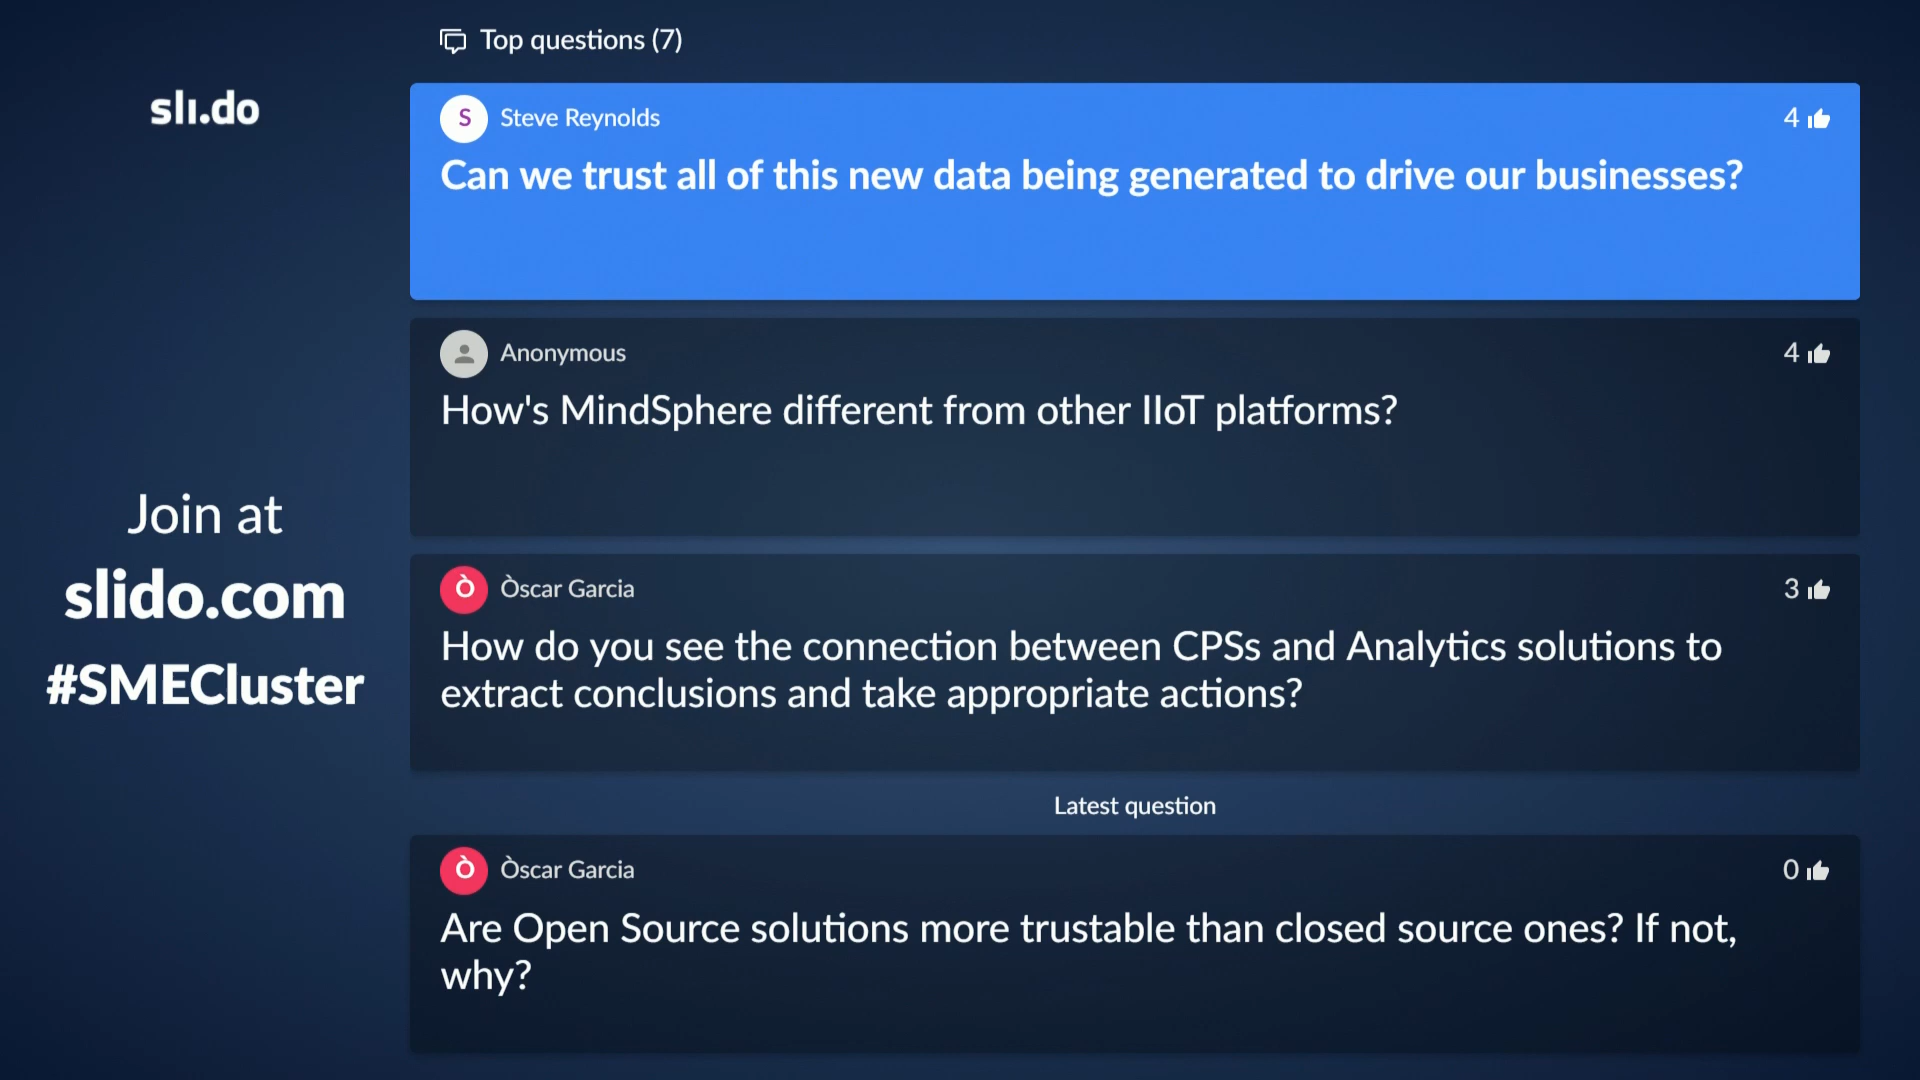 Top questions (7)
slı.do
S Steve Reynolds 4
Can we trust all of this new data being generated to drive our businesses?
Anonymous 4
How's MindSphere different from other IIoT platforms?
Join at
slido.com
#SMECluster
Ò Òscar Garcia 3
How do you see the connection between CPSs and Analytics solutions to
extract conclusions and take appropriate actions?
Latest question
Ò Òscar Garcia 0
Are Open Source solutions more trustable than closed source ones? If not,
why?